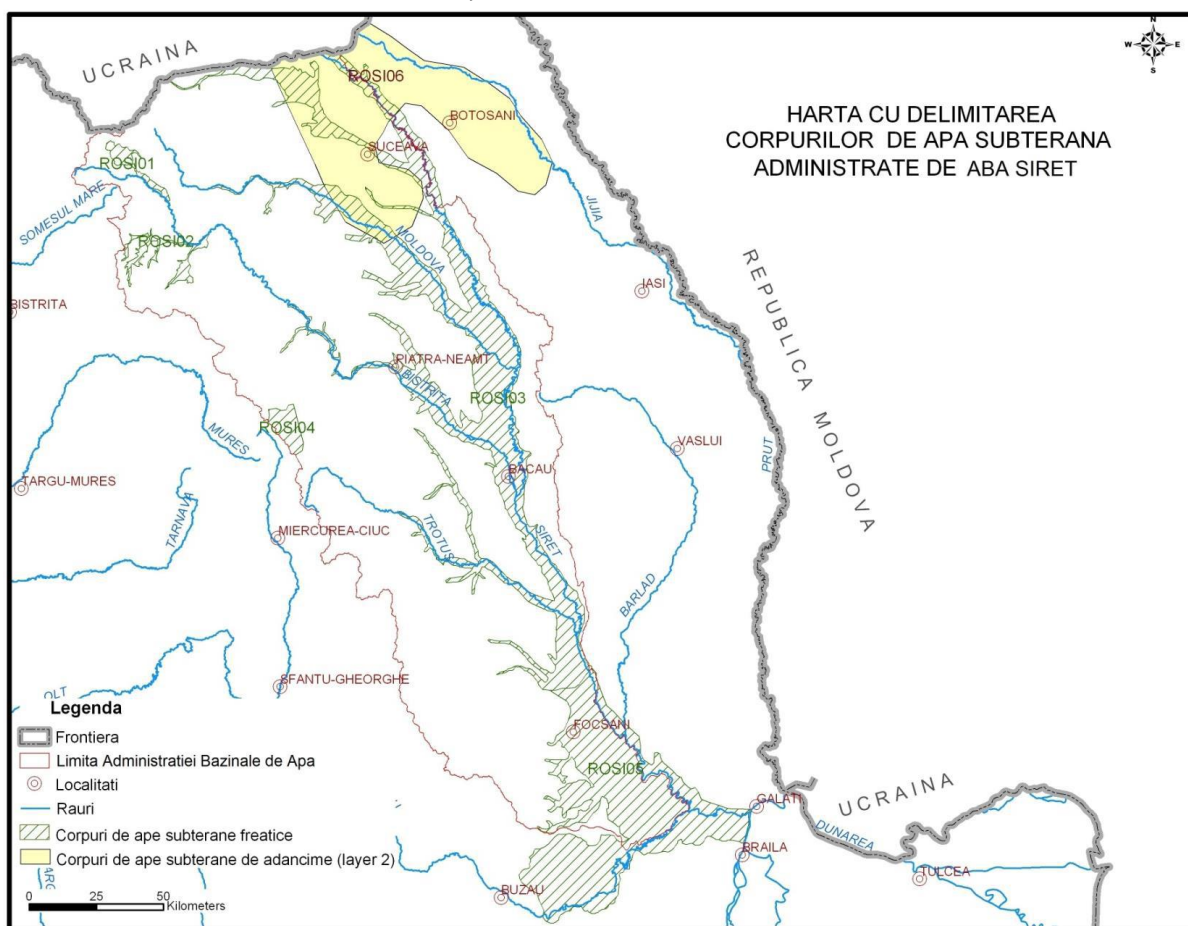 UCRAINA
N
W E
S
HARTA CU DELIMITAREA
CORPURILOR DE APA SUBTERANA
ADMINISTRATE DE ABA SIRET
ROSI06
BOTOSANI
SUCEAVA
ROSI01
SOMESUL MARE
JIJIA
ROSI02
MOLDOVA
REPUBLICA MOLDOVA
IASI
BISTRITA
PIATRA-NEAMT
BISTRITA
ROSI03
ROSI04
MURES
VASLUI
PRUT
BACAU
TARGU-MURES
TARNAVA
MIERCUREA-CIUC
TROTUS
SIRET
BARLAD
SFANTU-GHEORGHE
OLT
FOCSANI
ROSI05
GALATI
UCRAINA
DUNAREA
BRAILA
TULCEA
BUZAU
Legenda
Frontiera
Limita Administratiei Bazinale de Apa
Localitati
Rauri
Corpuri de ape subterane freatice
Corpuri de ape subterane de adancime (layer 2)
0 25 50
Kilometers